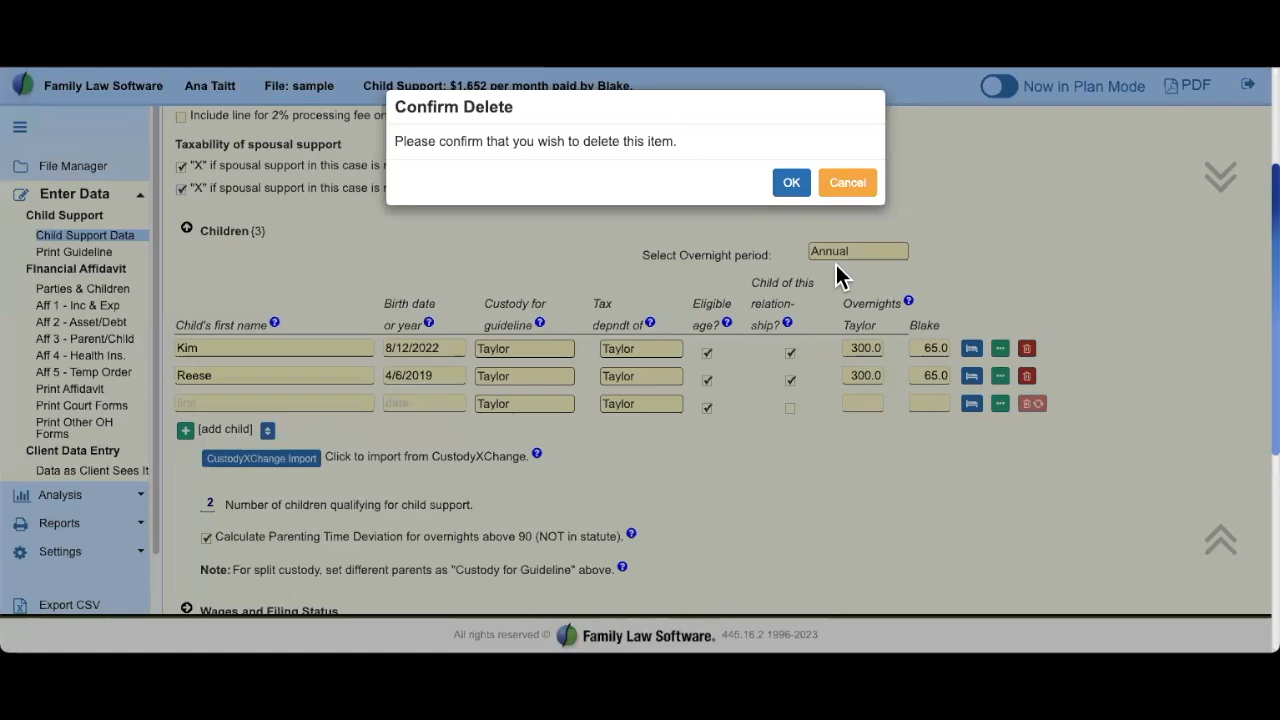 Family Law Software Ana Taitt File: sample Child Support: $1,652 per month paid by Blake. Now in Plan Mode PDF
Confirm Delete
Please confirm that you wish to delete this item.
OK Cancel
File Manager
Enter Data
Child Support
Child Support Data
Print Guideline
Financial Affidavit
Parties & Children
Aff 1 - Inc & Exp
Aff 2 - Asset/Debt
Aff 3 - Parent/Child
Aff 4 - Health Ins.
Aff 5 - Temp Order
Print Affidavit
Print Court Forms
Print Other OH
Forms
Client Data Entry
Data as Client Sees It
Analysis
Reports
Settings
Export CSV
Include line for 2% processing fee on
Taxability of spousal support
"X" if spousal support in this case is
"X" if spousal support in this case is
Children {3}
Select Overnight period: Annual
Child's first name
Birth date
or year
Custody for
guideline
Tax
depndt of
Eligible
age?
Child of this
relation-
ship?
Overnights
Taylor Blake
Kim 8/12/2022 Taylor Taylor 300.0 65.0
Reese 4/6/2019 Taylor Taylor 300.0 65.0
first date Taylor Taylor
[add child]
CustodyXChange Import Click to import from CustodyXChange.
2 Number of children qualifying for child support.
Calculate Parenting Time Deviation for overnights above 90 (NOT in statute).
Note: For split custody, set different parents as "Custody for Guideline" above.
Wages and Filing Status
All rights reserved © Family Law Software. 445.16.2 1996-2023